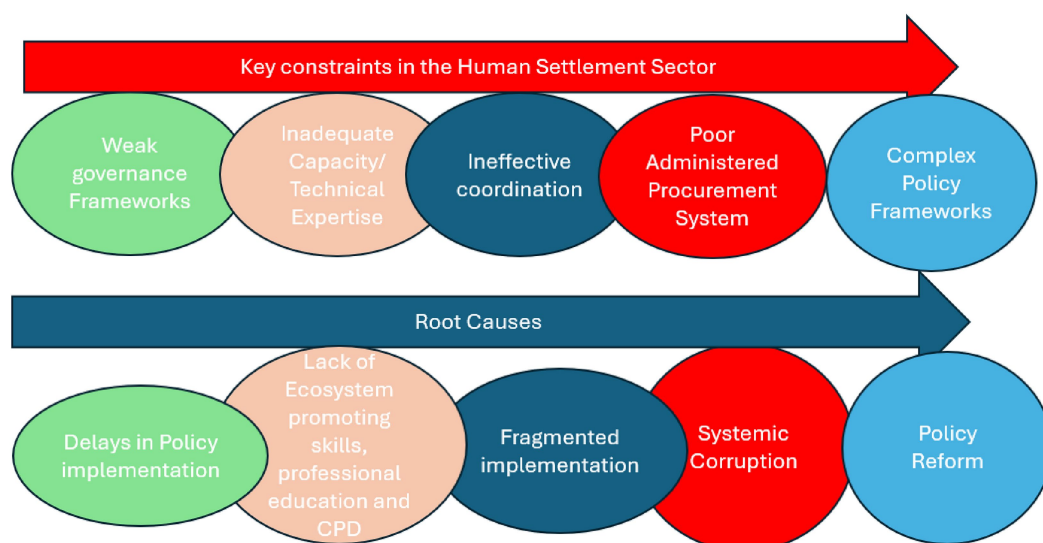 Key constraints in the Human Settlement Sector
Weak
governance
Frameworks
Inadequate
Capacity/
Technical
Expertise
Ineffective
coordination
Poor
Administered
Procurement
System
Complex
Policy
Frameworks
Root Causes
Delays in Policy
implementation
Lack of
Ecosystem
promoting
skills,
professional
education and
CPD
Fragmented
implementation
Systemic
Corruption
Policy
Reform